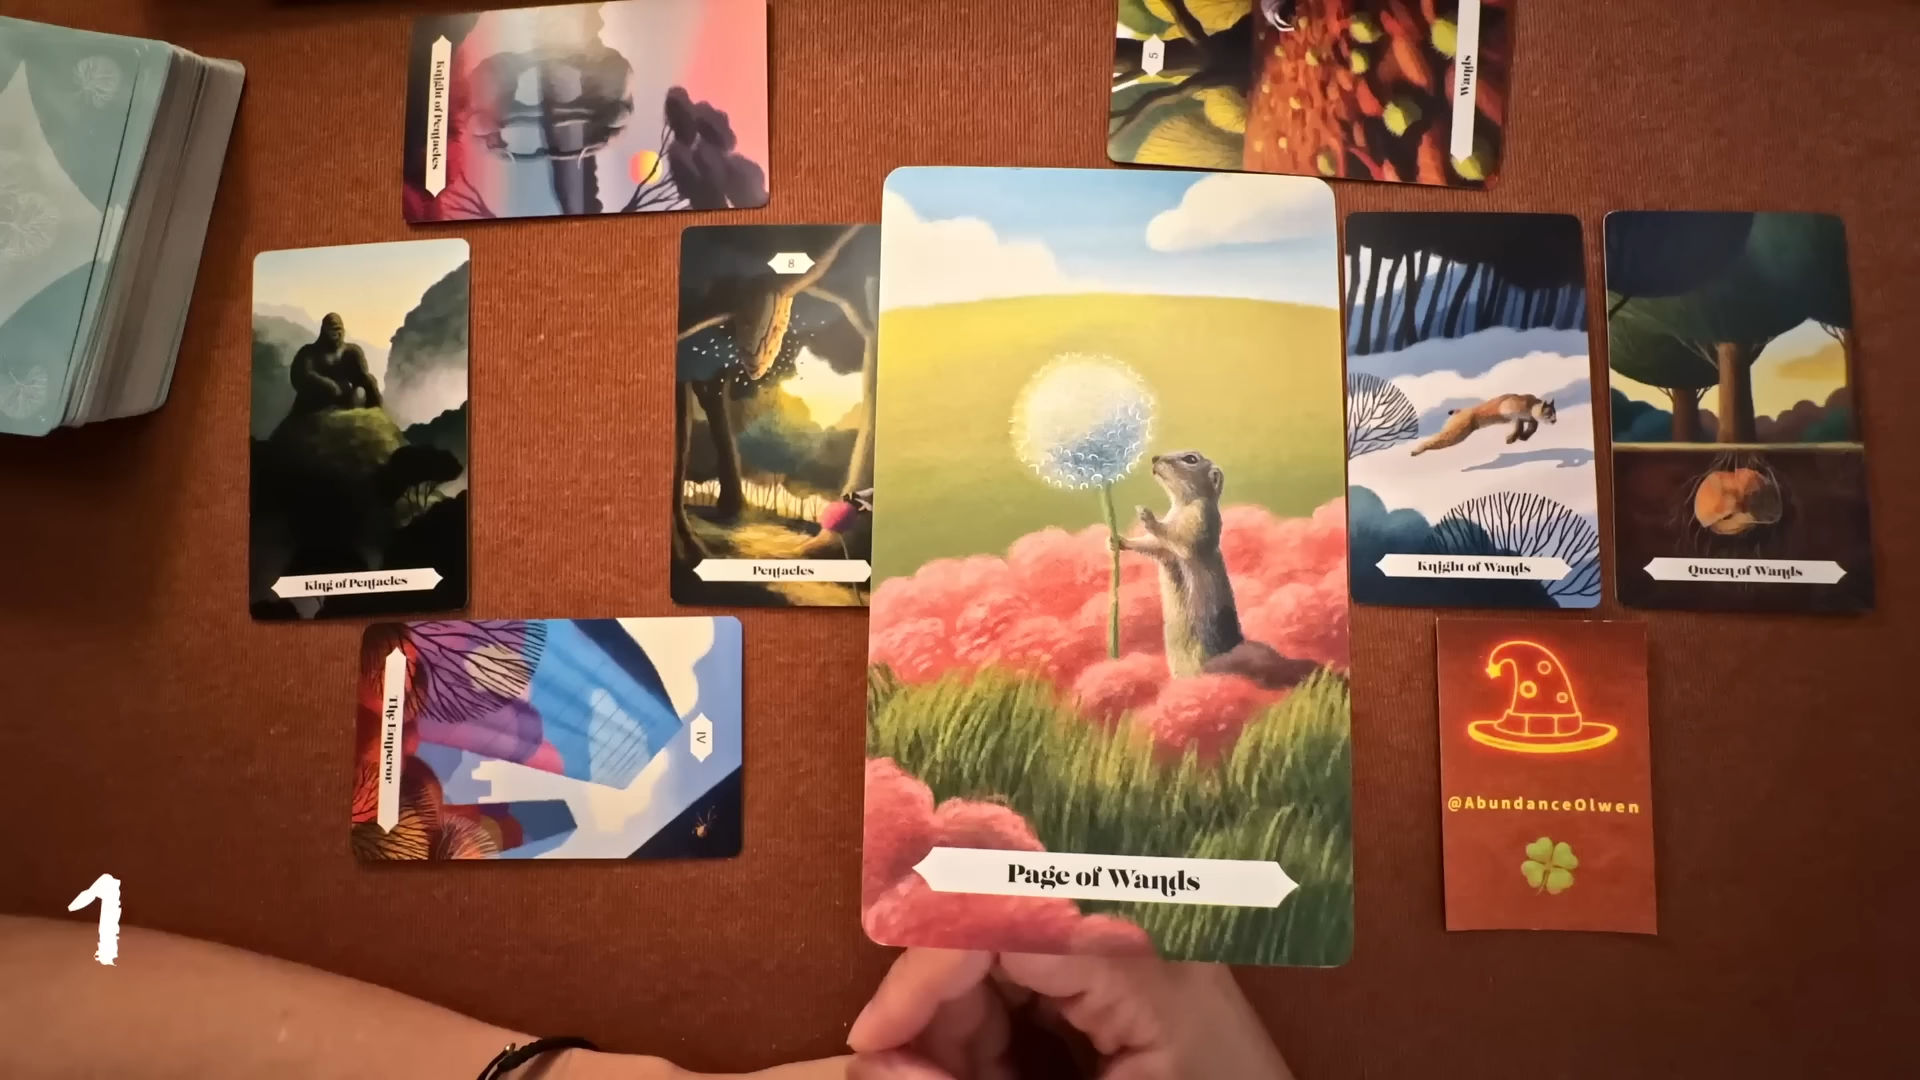 Knight of Pentacles
5
Wands
King of Pentacles
8
Pentacles
Page of Wands
Knight of Wands
Queen of Wands
The Emperor
IV
@AbundanceOlwen
1